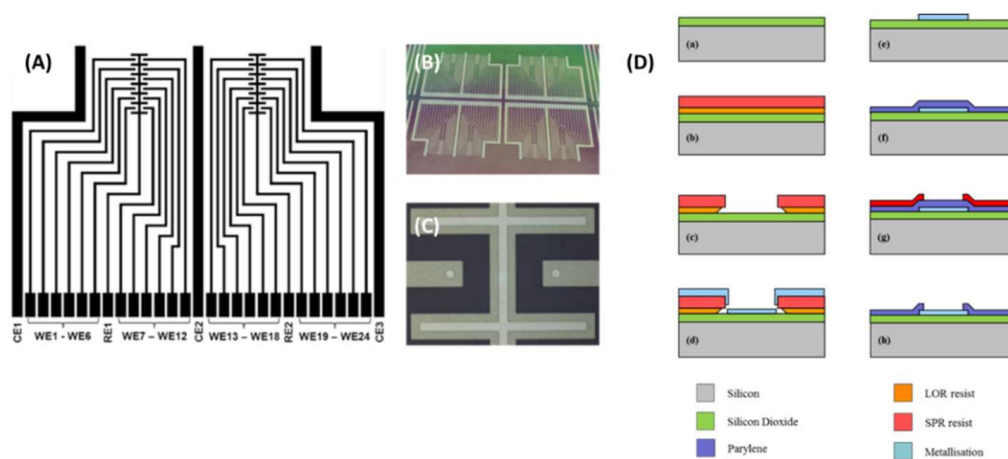 (A)
CE1
WE1 - WE6
RE1
WE7 – WE12
CE2
WE13 – WE18
RE2
WE19 – WE24
CE3
(B)
(C)
(D)
(a)
(b)
(c)
(d)
(e)
(f)
(g)
(h)
Silicon
Silicon Dioxide
Parylene
LOR resist
SPR resist
Metallisation